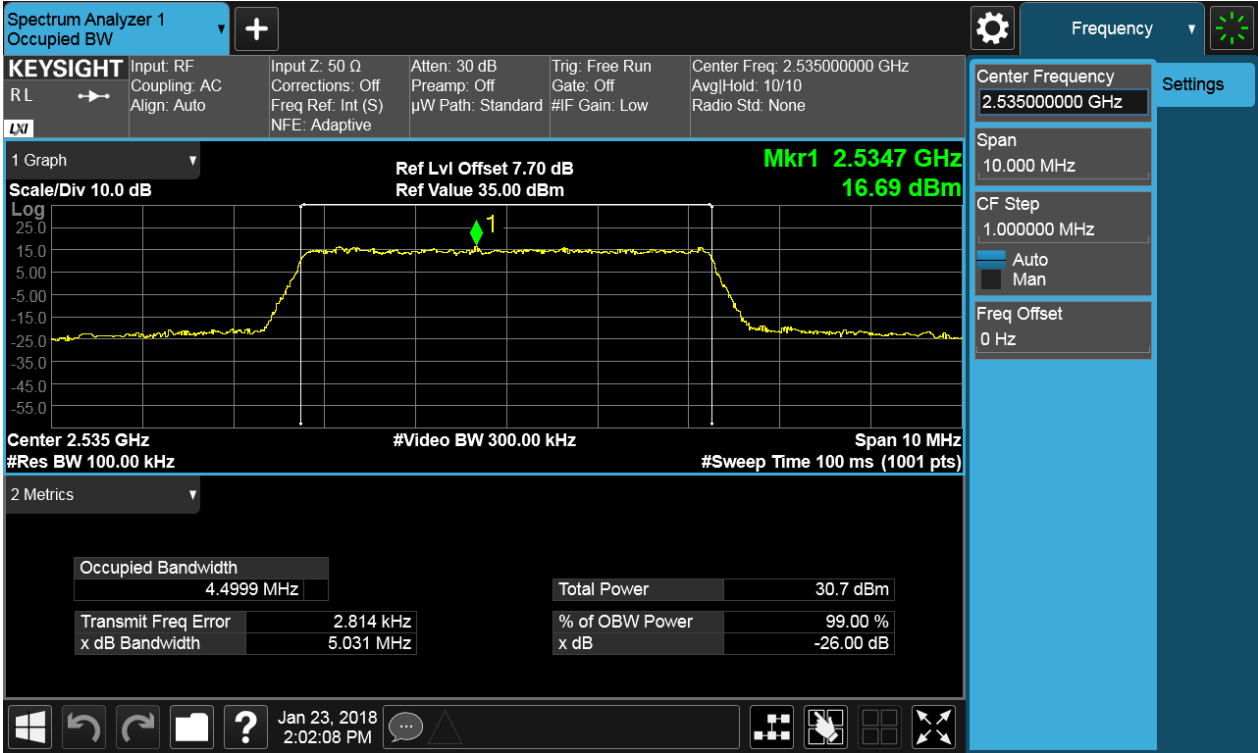 Spectrum Analyzer 1
Occupied BW
+
Frequency
KEYSIGHT
R L
LXI
Input: RF
Coupling: AC
Align: Auto
Input Z: 50 Ω
Corrections: Off
Freq Ref: Int (S)
NFE: Adaptive
Atten: 30 dB
Preamp: Off
µW Path: Standard
Trig: Free Run
Gate: Off
#IF Gain: Low
Center Freq: 2.535000000 GHz
Avg|Hold: 10/10
Radio Std: None
Center Frequency
2.535000000 GHz
Settings
Span
10.000 MHz
CF Step
1.000000 MHz
Auto
Man
Freq Offset
0 Hz
1 Graph
Scale/Div 10.0 dB
Ref Lvl Offset 7.70 dB
Ref Value 35.00 dBm
Mkr1 2.5347 GHz
16.69 dBm
Log
25.0
15.0
5.00
-5.00
-15.0
-25.0
-35.0
-45.0
-55.0
1
Center 2.535 GHz
#Video BW 300.00 kHz
Span 10 MHz
#Res BW 100.00 kHz
#Sweep Time 100 ms (1001 pts)
2 Metrics
Occupied Bandwidth
4.4999 MHz
Total Power 30.7 dBm
Transmit Freq Error 2.814 kHz
% of OBW Power 99.00 %
x dB Bandwidth 5.031 MHz
x dB -26.00 dB
?
Jan 23, 2018
2:02:08 PM